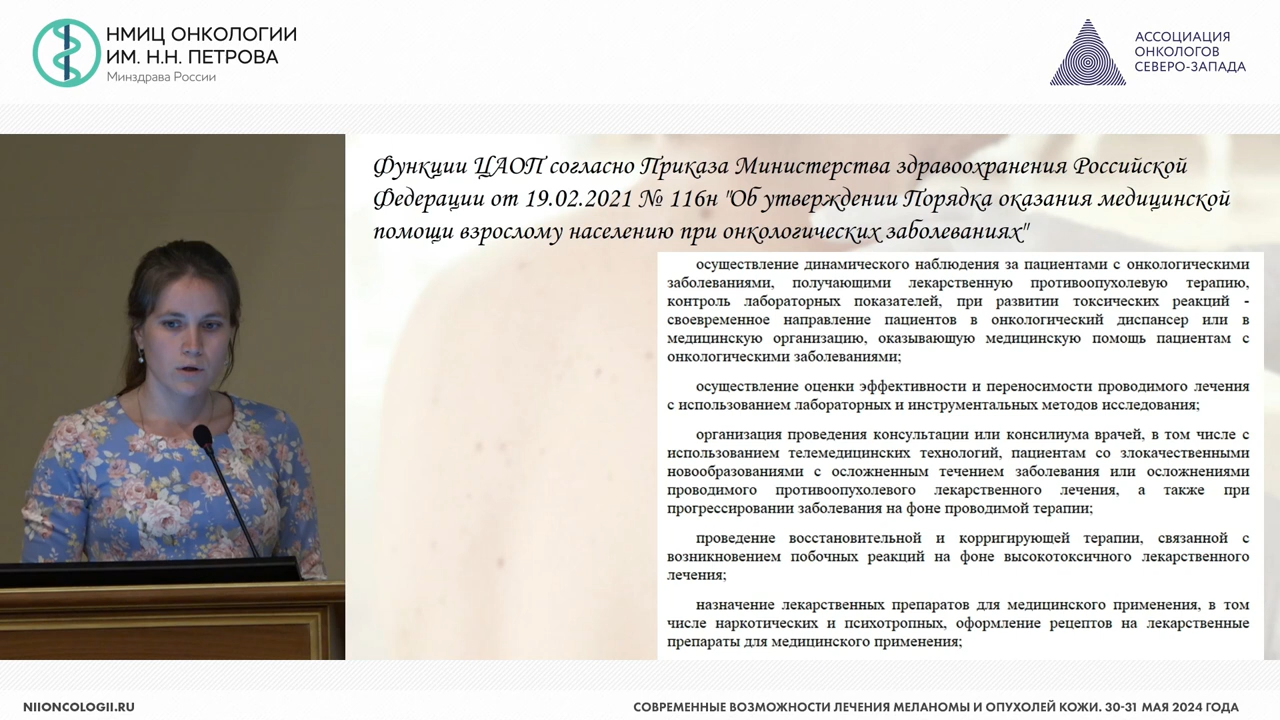 НМИЦ ОНКОЛОГИИ
ИМ. Н.Н. ПЕТРОВА
Минздрава России
АССОЦИАЦИЯ
ОНКОЛОГОВ
СЕВЕРО-ЗАПАДА
Функции ЦАОП согласно Приказа Министерства здравоохранения Российской
Федерации от 19.02.2021 № 116н "Об утверждении Порядка оказания медицинской
помощи взрослому населению при онкологических заболеваниях"
осуществление динамического наблюдения за пациентами с онкологическими
заболеваниями, получающими лекарственную противоопухолевую терапию,
контроль лабораторных показателей, при развитии токсических реакций -
своевременное направление пациентов в онкологический диспансер или в
медицинскую организацию, оказывающую медицинскую помощь пациентам с
онкологическими заболеваниями;
осуществление оценки эффективности и переносимости проводимого лечения
с использованием лабораторных и инструментальных методов исследования;
организация проведения консультации или консилиума врачей, в том числе с
использованием телемедицинских технологий, пациентам со злокачественными
новообразованиями с осложненным течением заболевания или осложнениями
проводимого противоопухолевого лекарственного лечения, а также при
прогрессировании заболевания на фоне проводимой терапии;
проведение восстановительной и корригирующей терапии, связанной с
возникновением побочных реакций на фоне высокотоксичного лекарственного
лечения;
назначение лекарственных препаратов для медицинского применения, в том
числе наркотических и психотропных, оформление рецептов на лекарственные
препараты для медицинского применения;
NIIONCOLOGII.RU
СОВРЕМЕННЫЕ ВОЗМОЖНОСТИ ЛЕЧЕНИЯ МЕЛАНОМЫ И ОПУХОЛЕЙ КОЖИ. 30-31 МАЯ 2024 ГОДА